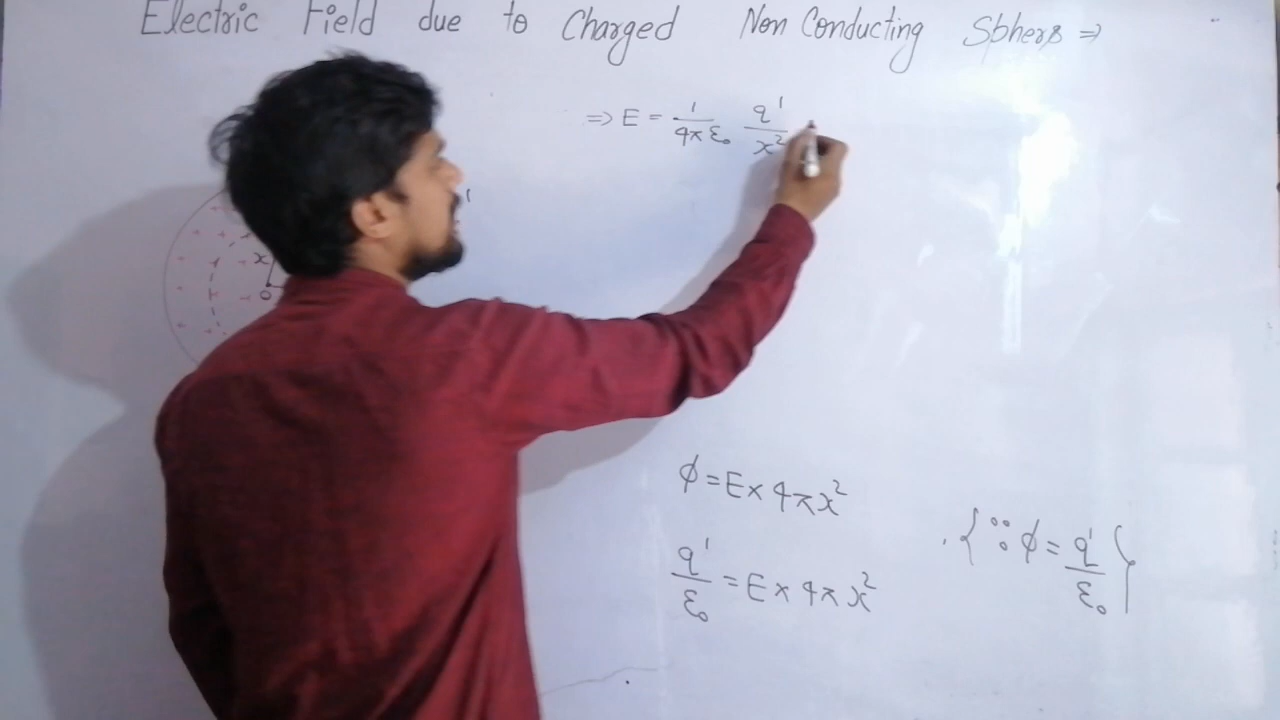 Electric Field due to Charged Non Conducting Sphere ⇒
⇒ E = 1/4πε₀ q'/x²
x
O
ϕ = E × 4πx²
q'/ε₀ = E × 4πx²
{ ∵ ϕ = q'/ε₀ }